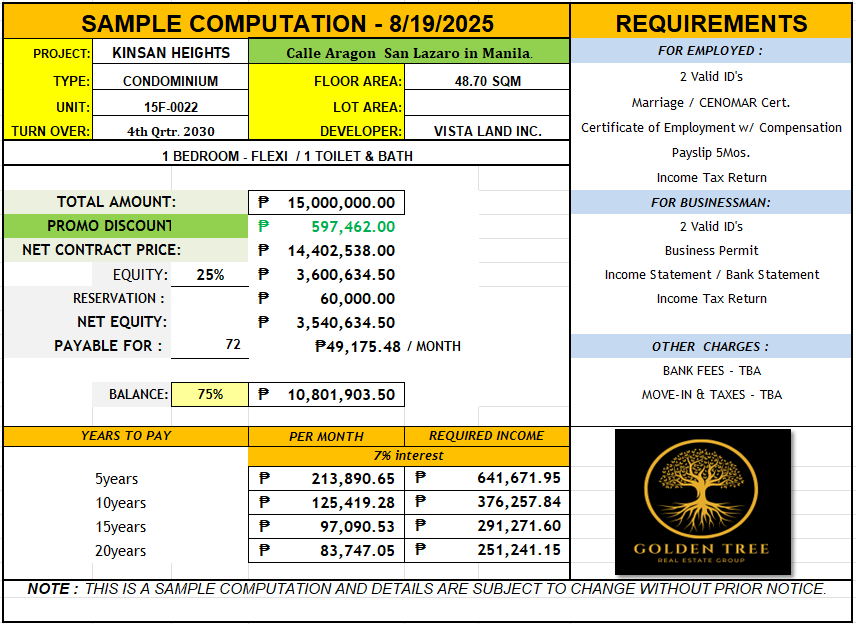 SAMPLE COMPUTATION - 8/19/2025
PROJECT: KINSAN HEIGHTS Calle Aragon San Lazaro in Manila.
TYPE: CONDOMINIUM FLOOR AREA: 48.70 SQM
UNIT: 15F-0022 LOT AREA:
TURN OVER: 4th Qrtr. 2030 DEVELOPER: VISTA LAND INC.
1 BEDROOM - FLEXI / 1 TOILET & BATH
TOTAL AMOUNT: ₱ 15,000,000.00
PROMO DISCOUNT ₱ 597,462.00
NET CONTRACT PRICE: ₱ 14,402,538.00
EQUITY: 25% ₱ 3,600,634.50
RESERVATION : ₱ 60,000.00
NET EQUITY: ₱ 3,540,634.50
PAYABLE FOR : 72 ₱49,175.48 / MONTH
BALANCE: 75% ₱ 10,801,903.50
YEARS TO PAY PER MONTH REQUIRED INCOME
7% interest
5years ₱ 213,890.65 ₱ 641,671.95
10years ₱ 125,419.28 ₱ 376,257.84
15years ₱ 97,090.53 ₱ 291,271.60
20years ₱ 83,747.05 ₱ 251,241.15
REQUIREMENTS
FOR EMPLOYED :
2 Valid ID's
Marriage / CENOMAR Cert.
Certificate of Employment w/ Compensation
Payslip 5Mos.
Income Tax Return
FOR BUSINESSMAN:
2 Valid ID's
Business Permit
Income Statement / Bank Statement
Income Tax Return
OTHER CHARGES :
BANK FEES - TBA
MOVE-IN & TAXES - TBA
GOLDEN TREE
REAL ESTATE GROUP
NOTE : THIS IS A SAMPLE COMPUTATION AND DETAILS ARE SUBJECT TO CHANGE WITHOUT PRIOR NOTICE.